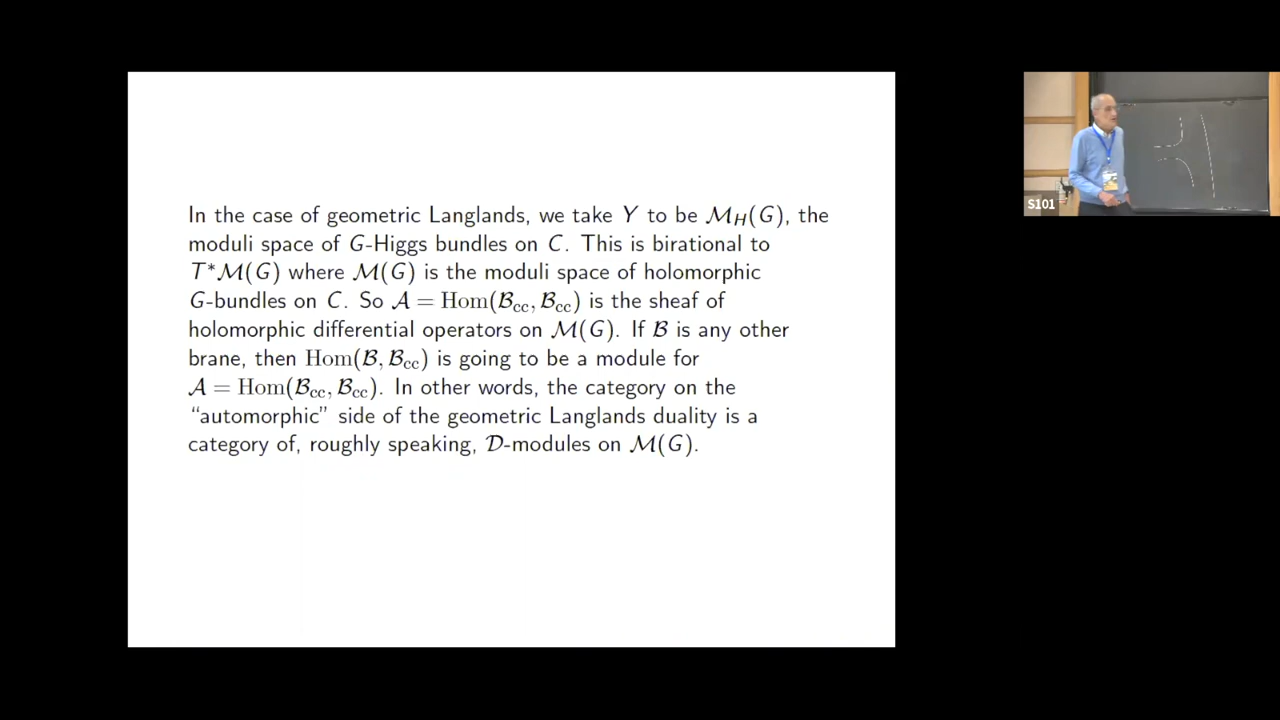 In the case of geometric Langlands, we take Y to be ℳ_H(G), the
moduli space of G-Higgs bundles on C. This is birational to
T*ℳ(G) where ℳ(G) is the moduli space of holomorphic
G-bundles on C. So 𝒜 = Hom(ℬ_cc, ℬ_cc) is the sheaf of
holomorphic differential operators on ℳ(G). If ℬ is any other
brane, then Hom(ℬ, ℬ_cc) is going to be a module for
𝒜 = Hom(ℬ_cc, ℬ_cc). In other words, the category on the
“automorphic” side of the geometric Langlands duality is a
category of, roughly speaking, 𝒟-modules on ℳ(G).
S101